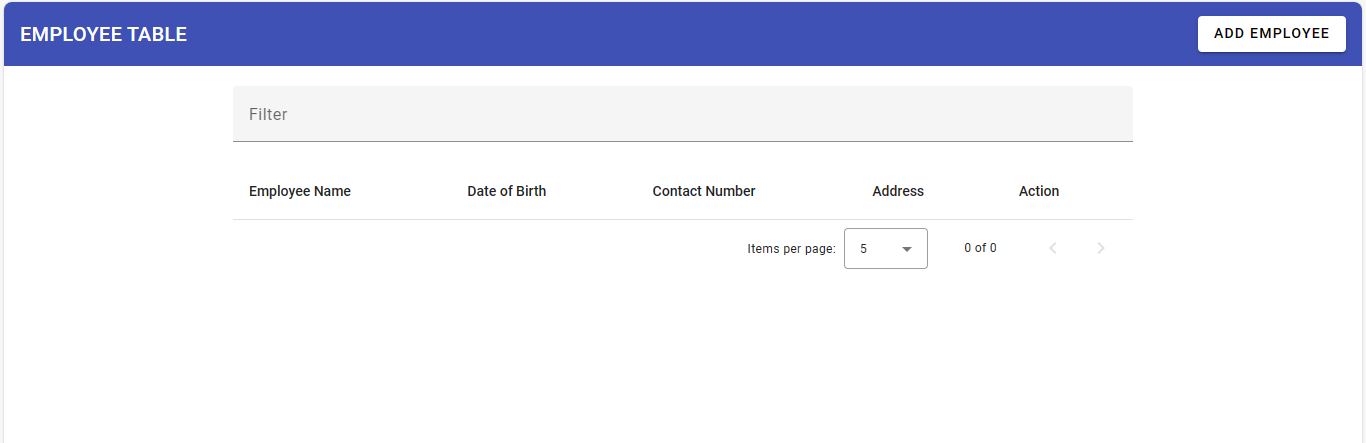 EMPLOYEE TABLE
ADD EMPLOYEE
Filter
Employee Name Date of Birth Contact Number Address Action
Items per page: 5 0 of 0